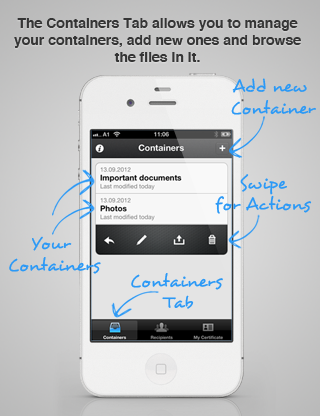 The Containers Tab allows you to manage
your containers, add new ones and browse
the files in it.
Add new
Container
A1 11:06
Containers +
13.09.2012
Important documents
Last modified today
13.09.2012
Photos
Last modified today
Swipe
for Actions
Your
Containers
Containers
Tab
Containers Recipients My Certificate